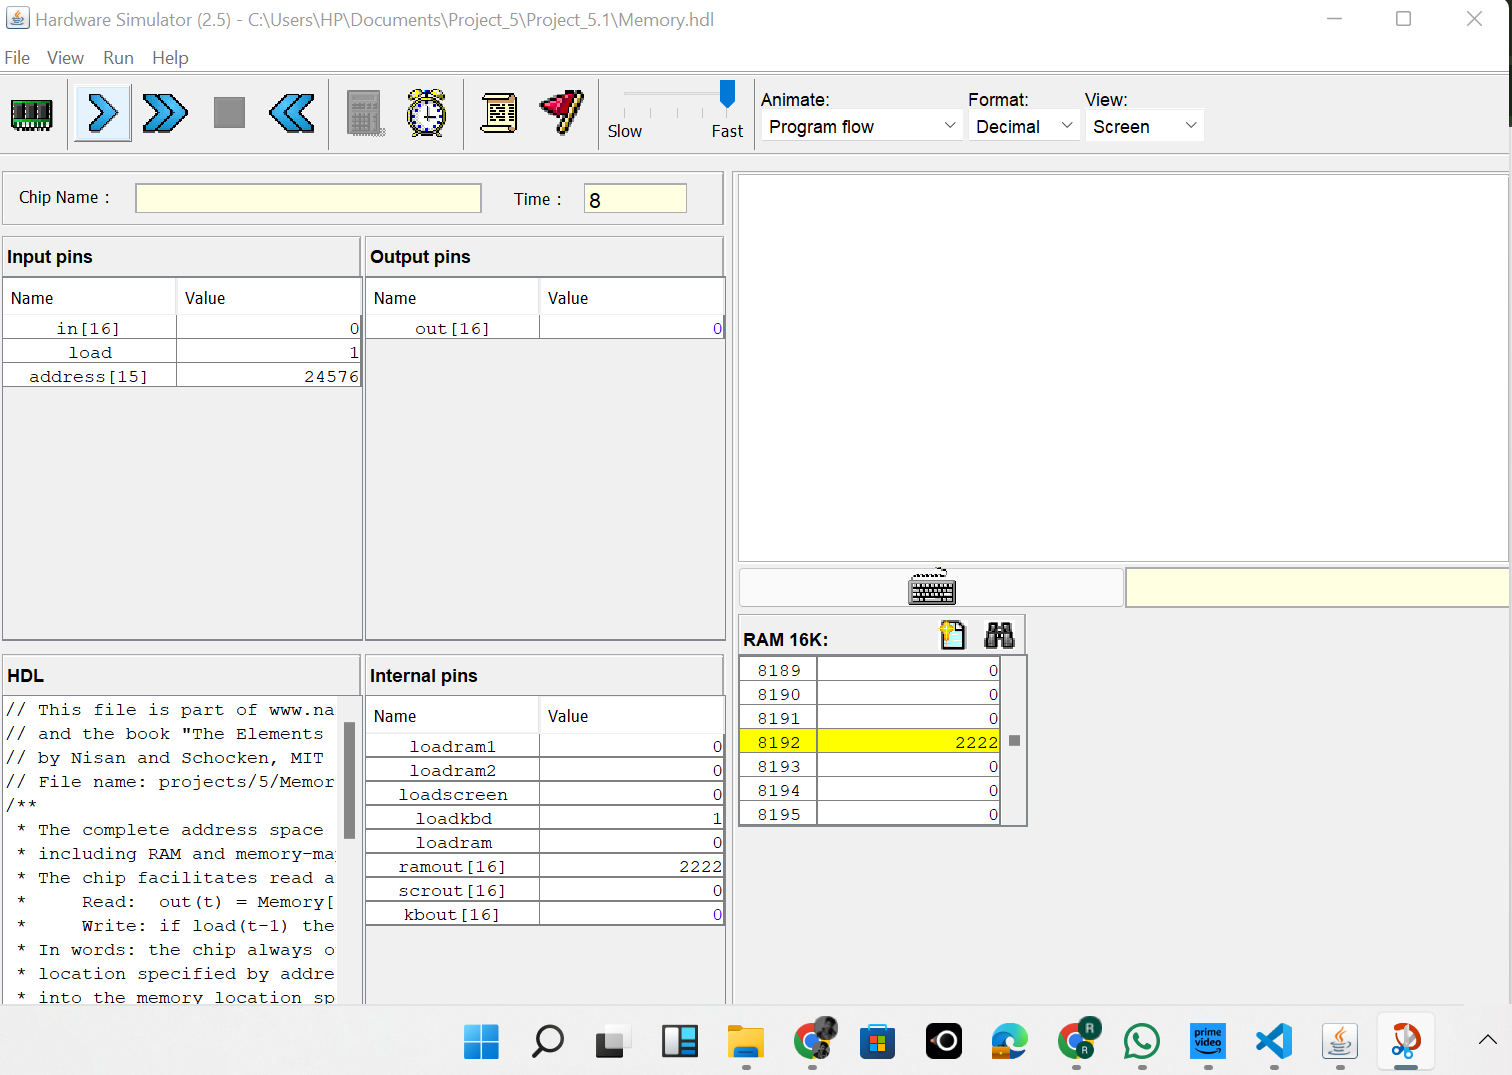 Hardware Simulator (2.5) - C:\Users\HP\Documents\Project_5\Project_5.1\Memory.hdl
File View Run Help
Slow Fast
Animate: Format: View:
Program flow Decimal Screen
Chip Name : Time : 8
Input pins
Name Value
in[16] 0
load 1
address[15] 24576
Output pins
Name Value
out[16] 0
HDL
// This file is part of www.na
// and the book "The Elements
// by Nisan and Schocken, MIT
// File name: projects/5/Memor
/**
* The complete address space
* including RAM and memory-ma
* The chip facilitates read a
* Read: out(t) = Memory[
* Write: if load(t-1) the
* In words: the chip always o
* location specified by addre
* into the memory location sp
Internal pins
Name Value
loadram1 0
loadram2 0
loadscreen 0
loadkbd 1
loadram 0
ramout[16] 2222
scrout[16] 0
kbout[16] 0
RAM 16K:
8189 0
8190 0
8191 0
8192 2222
8193 0
8194 0
8195 0
R
R
prime
video